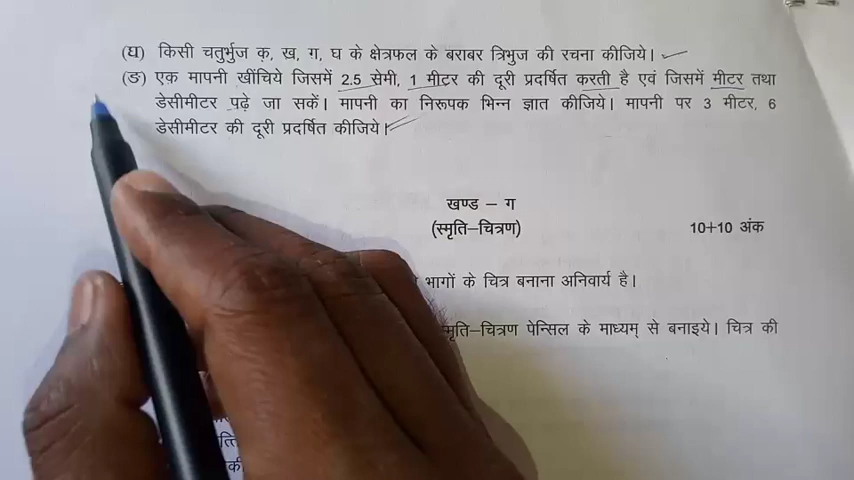 (घ) किसी चतुर्भुज क़, ख, ग, घ के क्षेत्रफल के बराबर त्रिभुज की रचना कीजिये।
(ङ) एक मापनी खींचिये जिसमें 2.5 सेमी, 1 मीटर की दूरी प्रदर्शित करती है एवं जिसमें मीटर तथा
डेसीमीटर पढ़े जा सकें। मापनी का निरूपक भिन्न ज्ञात कीजिये। मापनी पर 3 मीटर, 6
डेसीमीटर की दूरी प्रदर्शित कीजिये।
खण्ड – ग
(स्मृति–चित्रण) 10+10 अंक
भागों के चित्र बनाना अनिवार्य है।
स्मृति–चित्रण पेन्सिल के माध्यम् से बनाइये। चित्र की